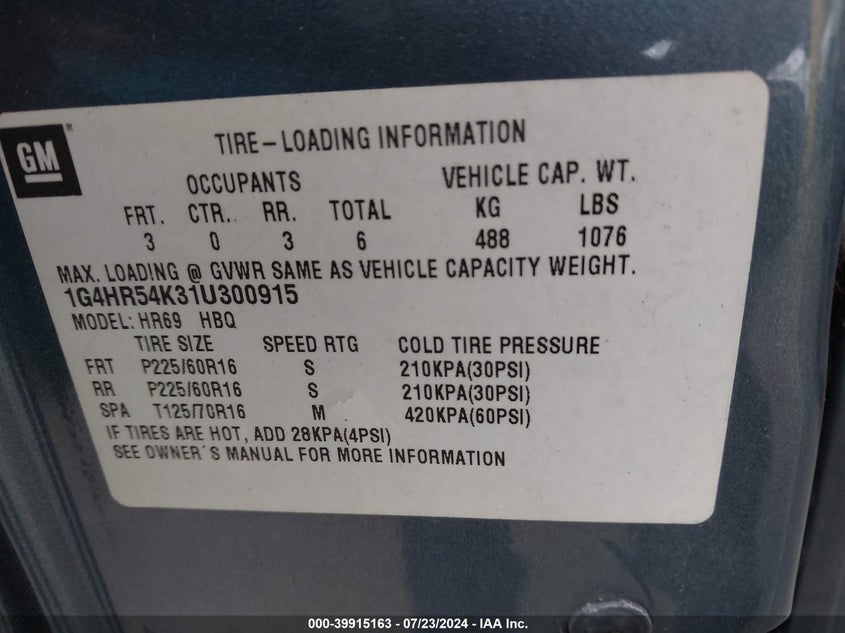 GM
TIRE–LOADING INFORMATION
OCCUPANTS VEHICLE CAP. WT.
FRT. CTR. RR. TOTAL KG LBS
3 0 3 6 488 1076
MAX. LOADING @ GVWR SAME AS VEHICLE CAPACITY WEIGHT.
1G4HR54K31U300915
MODEL: HR69 HBQ
TIRE SIZE SPEED RTG COLD TIRE PRESSURE
FRT P225/60R16 S 210KPA(30PSI)
RR P225/60R16 S 210KPA(30PSI)
SPA T125/70R16 M 420KPA(60PSI)
IF TIRES ARE HOT, ADD 28KPA(4PSI)
SEE OWNER'S MANUAL FOR MORE INFORMATION
000-39915163 - 07/23/2024 - IAA Inc.